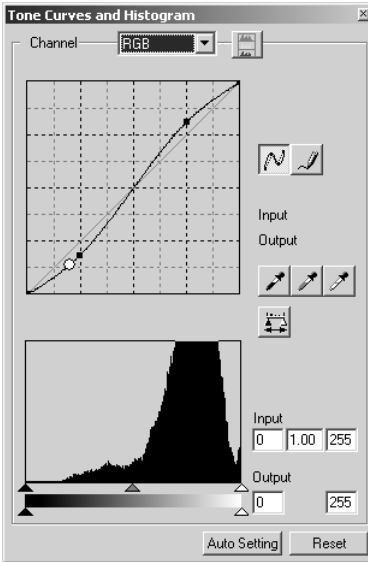 Tone Curves and Histogram
Channel RGB
Input
Output
Input
0 1.00 255
Output
0 255
Auto Setting Reset